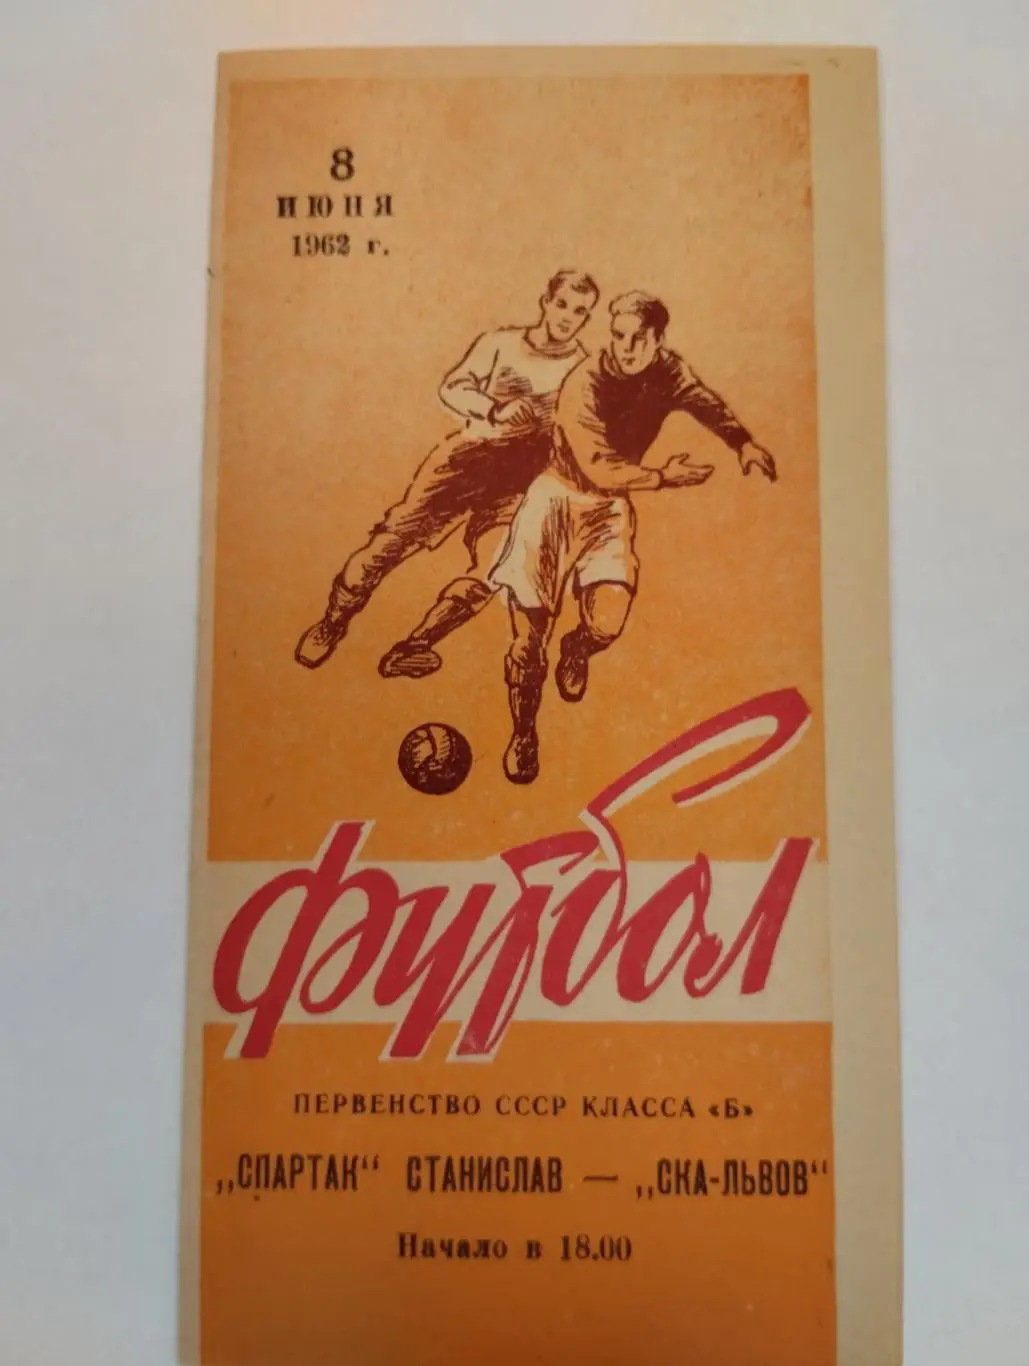 8
ИЮНЯ
1962 г.
футбол
ПЕРВЕНСТВО СССР КЛАССА «Б»
„СПАРТАК“ СТАНИСЛАВ — „СКА-ЛЬВОВ“
Начало в 18.00